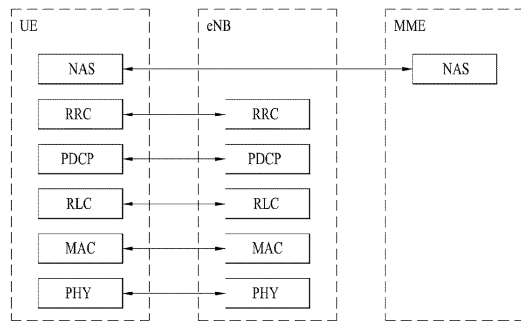 UE eNB MME
NAS NAS
RRC RRC
PDCP PDCP
RLC RLC
MAC MAC
PHY PHY